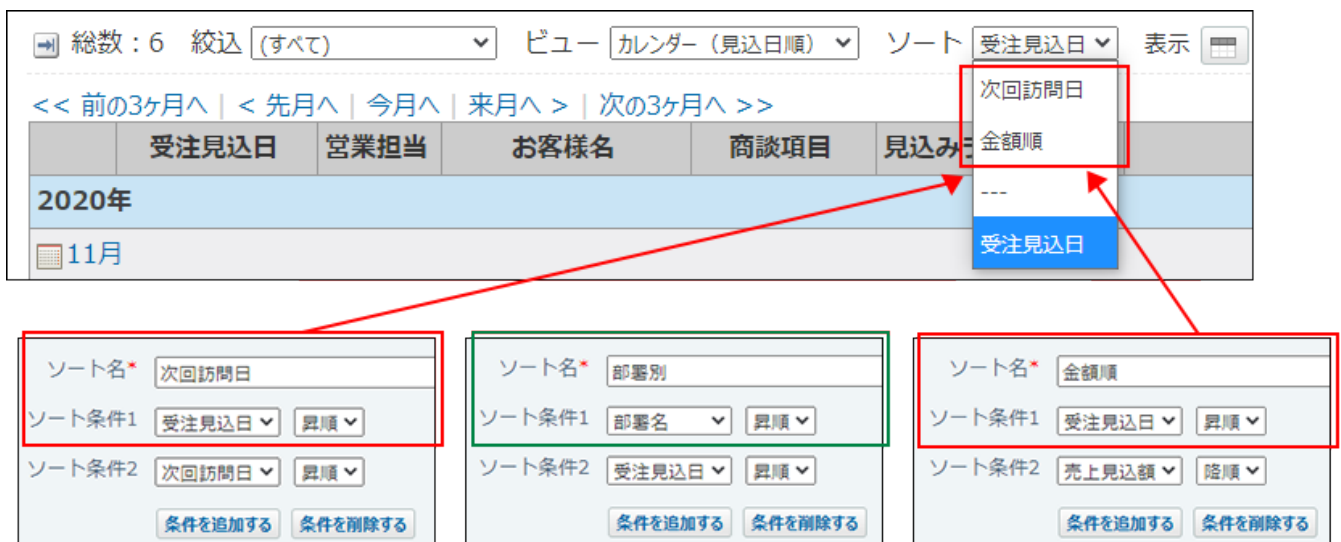 総数：6 絞込 (すべて) ビュー カレンダー（見込日順） ソート 受注見込日 表示
次回訪問日
<< 前の3ヶ月へ | < 先月へ | 今月へ | 来月へ > | 次の3ヶ月へ >>
金額順
受注見込日 営業担当 お客様名 商談項目 見込み
---
2020年
受注見込日
11月
ソート名* 次回訪問日
ソート条件1 受注見込日 昇順
ソート条件2 次回訪問日 昇順
条件を追加する 条件を削除する
ソート名* 部署別
ソート条件1 部署名 昇順
ソート条件2 受注見込日 昇順
条件を追加する 条件を削除する
ソート名* 金額順
ソート条件1 受注見込日 昇順
ソート条件2 売上見込額 降順
条件を追加する 条件を削除する